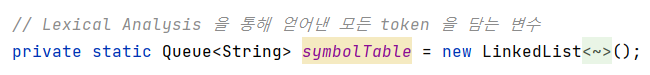 // Lexical Analysis 을 통해 얻어낸 모든 token 을 담는 변수
private static Queue<String> symbolTable = new LinkedList<~>();